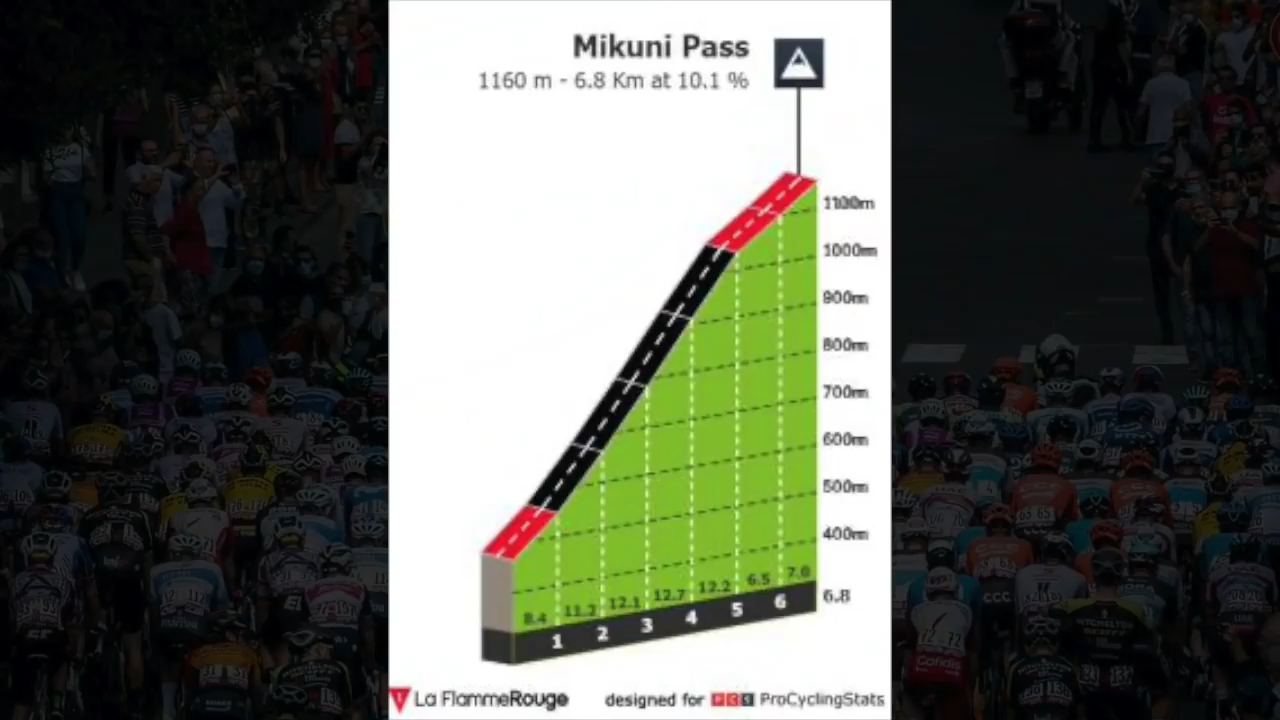 Mikuni Pass
1160 m - 6.8 Km at 10.1 %
1000m
900m
800m
700m
600m
500m
400m
8.4 11.2 12.1 12.7 12.2 6.5 7.0
1 2 3 4 5 6 6.8
La FlammeRouge
designed for PCS ProCyclingStats